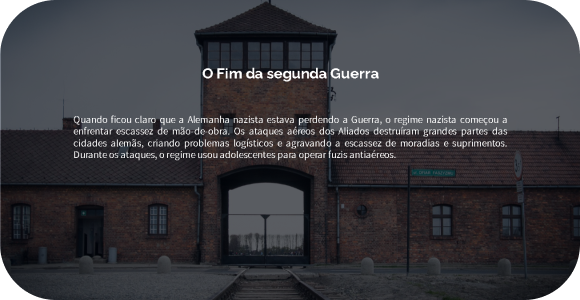 O Fim da segunda Guerra
Quando ficou claro que a Alemanha nazista estava perdendo a Guerra, o regime nazista começou a
enfrentar escassez de mão-de-obra. Os ataques aéreos dos Aliados destruíram grandes partes das
cidades alemãs, criando problemas logísticos e agravando a escassez de moradias e suprimentos.
Durante os ataques, o regime usou adolescentes para operar fuzis antiaéreos.